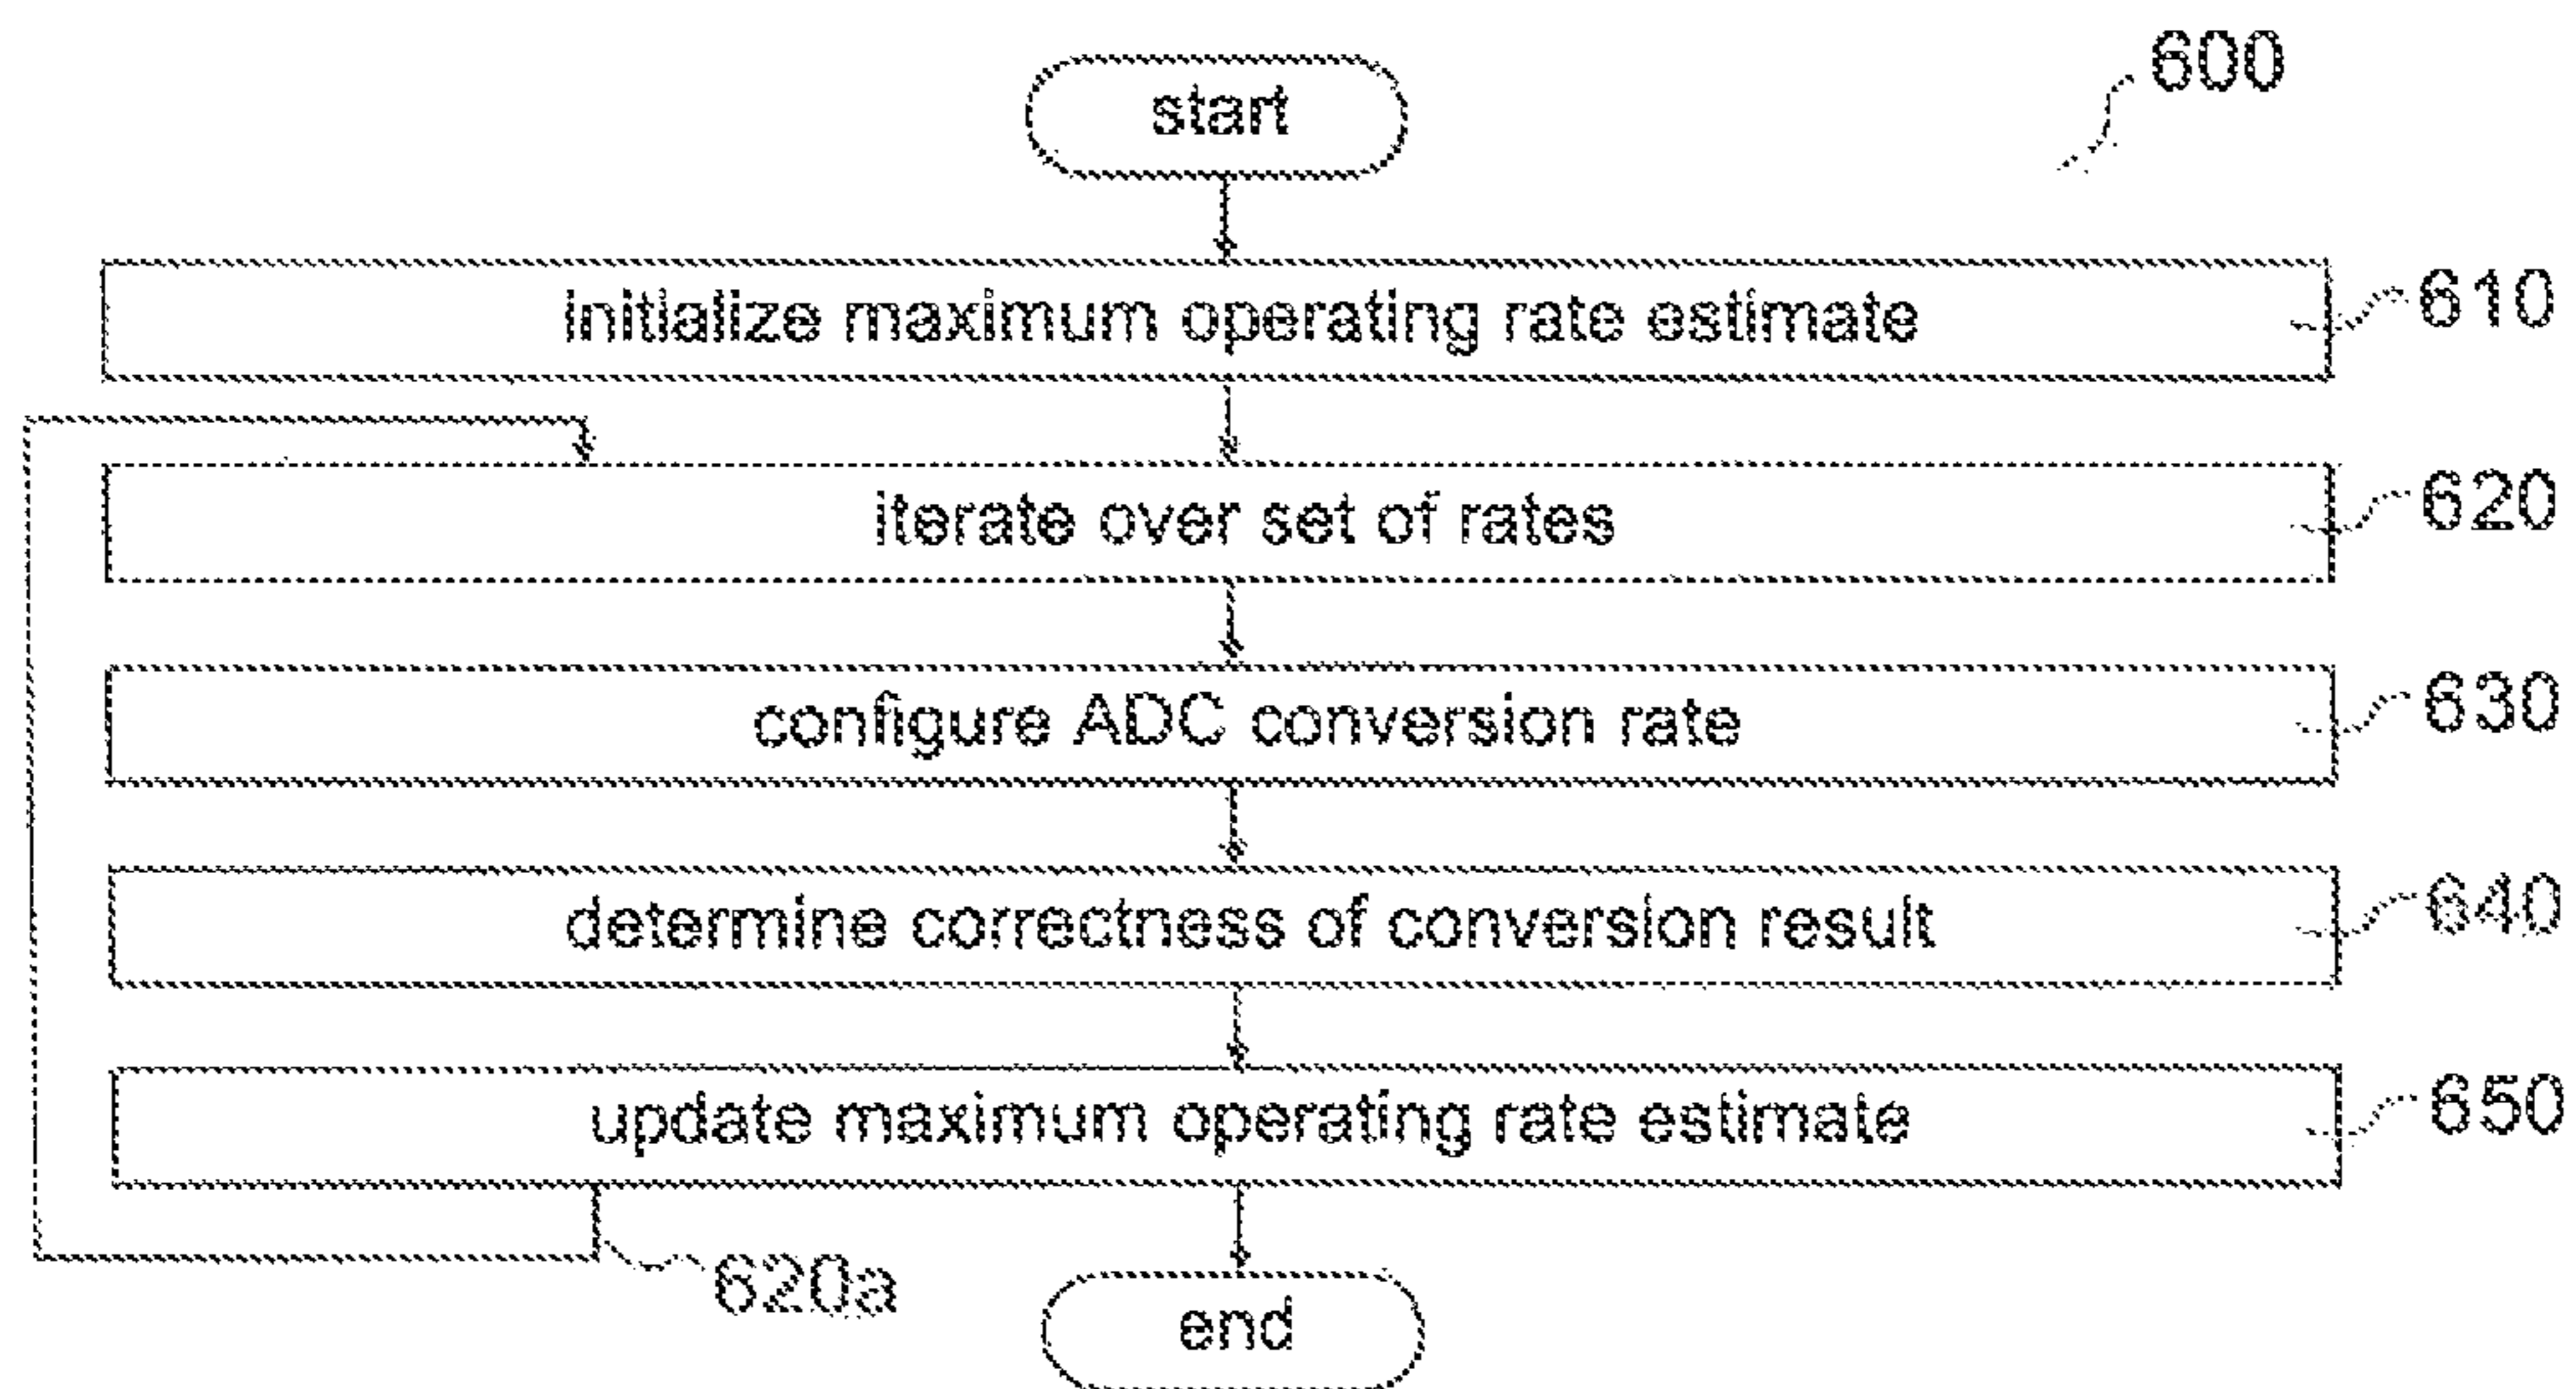 start
600
initialize maximum operating rate estimate
610
iterate over set of rates
620
configure ADC conversion rate
630
determine correctness of conversion result
640
update maximum operating rate estimate
650
620a
end